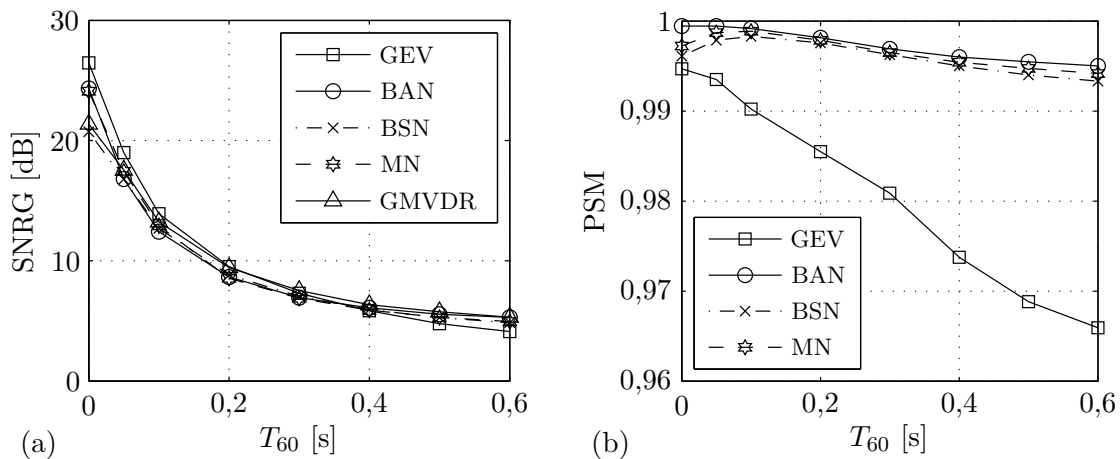 30
20
10
0
SNRG [dB]
0
0,2
0,4
0,6
T60 [s]
(a)
GEV
BAN
BSN
MN
GMVDR
1
0,99
0,98
0,97
0,96
PSM
0
0,2
0,4
0,6
T60 [s]
(b)
GEV
BAN
BSN
MN